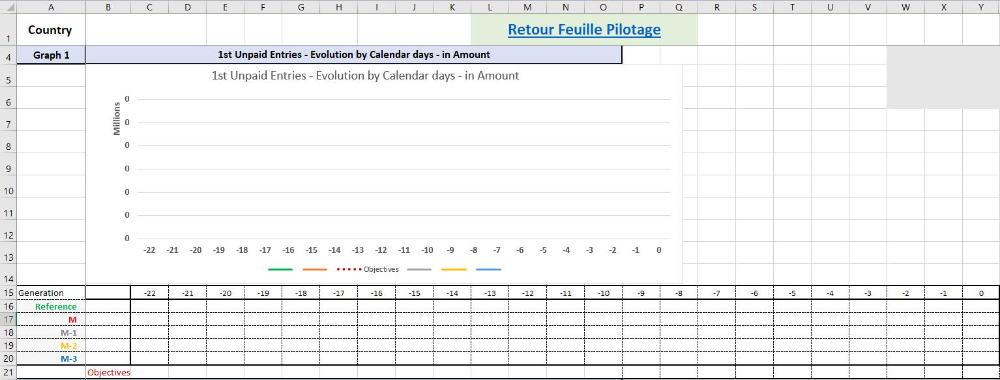 A B C D E F G H I J K L M N O P Q R S T U V W X Y
1 Country Retour Feuille Pilotage
4 Graph 1 1st Unpaid Entries - Evolution by Calendar days - in Amount
5 1st Unpaid Entries - Evolution by Calendar days - in Amount
6 0
Millions
7 0
8 0
9 0
10 0
11 0
12 0
13 -22 -21 -20 -19 -18 -17 -16 -15 -14 -13 -12 -11 -10 -9 -8 -7 -6 -5 -4 -3 -2 -1 0
14 Objectives
15 Generation -22 -21 -20 -19 -18 -17 -16 -15 -14 -13 -12 -11 -10 -9 -8 -7 -6 -5 -4 -3 -2 -1 0
16 Reference
17 M
18 M-1
19 M-2
20 M-3
21 Objectives